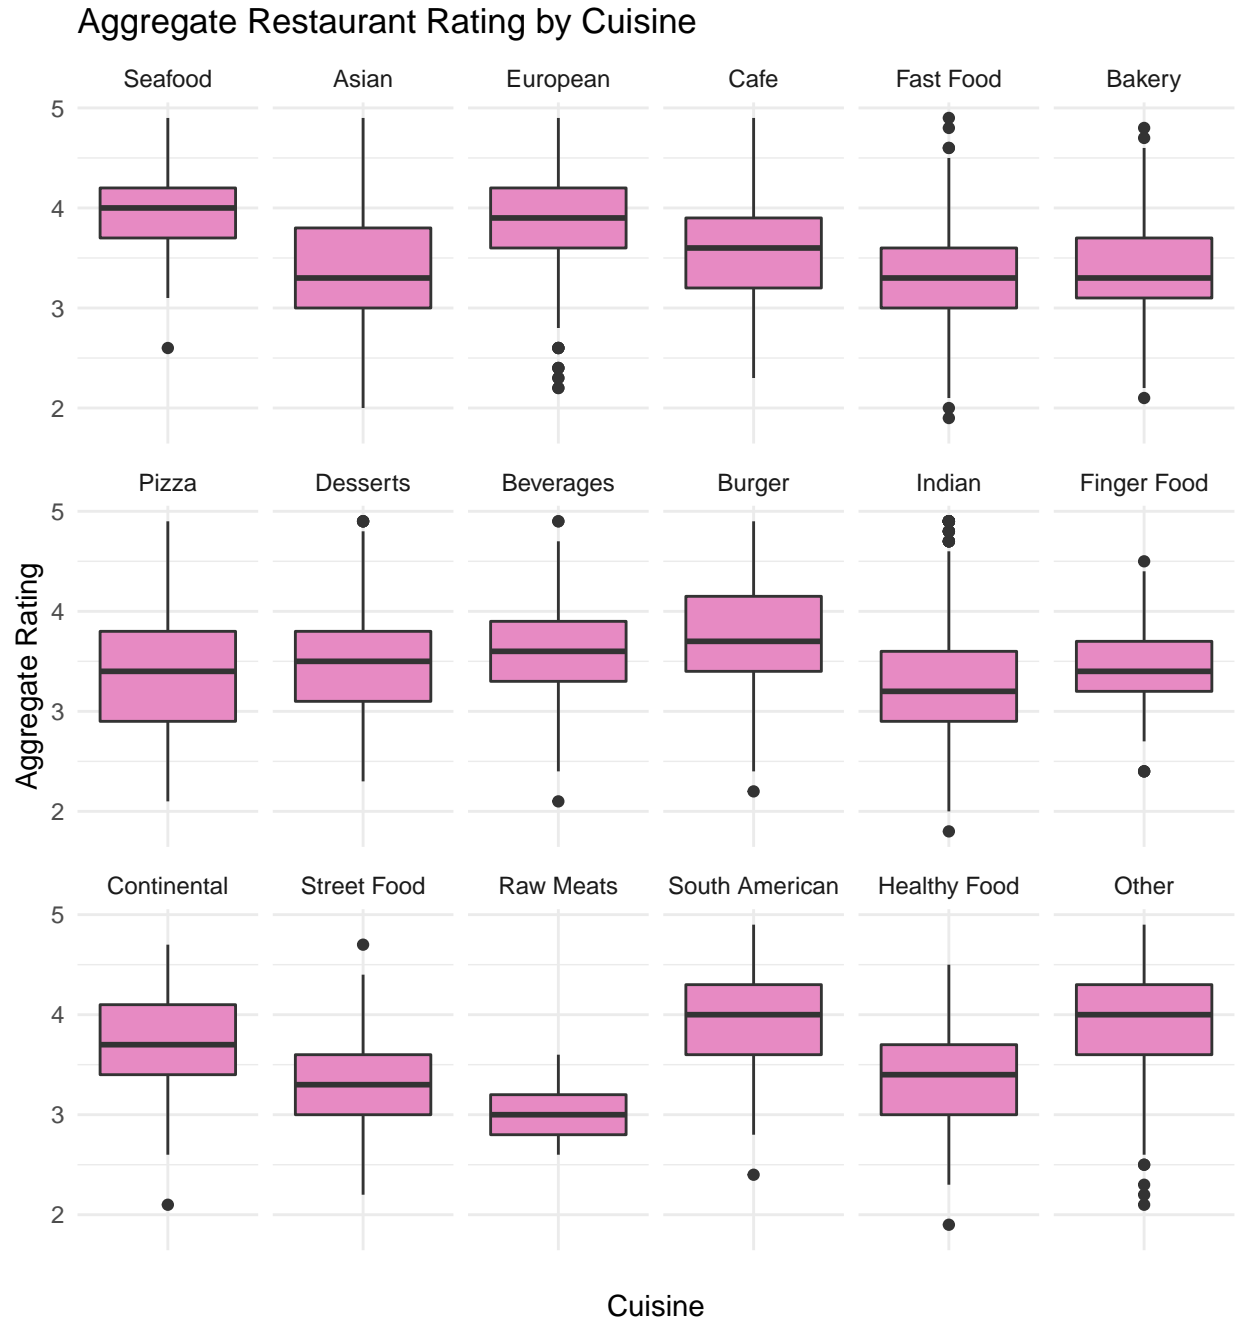 Aggregate Restaurant Rating by Cuisine
Seafood Asian European Cafe Fast Food Bakery
5
4
3
2
Pizza Desserts Beverages Burger Indian Finger Food
5
4
3
2
Aggregate Rating
Continental Street Food Raw Meats South American Healthy Food Other
5
4
3
2
Cuisine